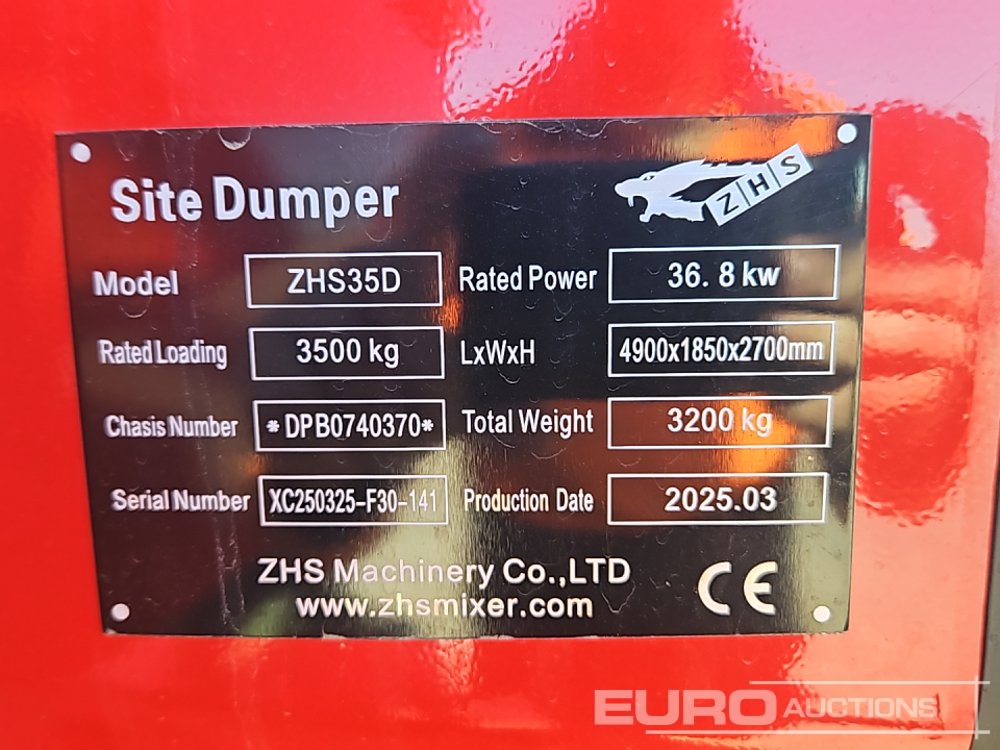 Site Dumper
ZHS
Model ZHS35D Rated Power 36. 8 kw
Rated Loading 3500 kg LxWxH 4900x1850x2700mm
Chasis Number *DPB0740370* Total Weight 3200 kg
Serial Number XC250325-F30-141 Production Date 2025.03
ZHS Machinery Co.,LTD
www.zhsmixer.com
CE
EURO AUCTIONS